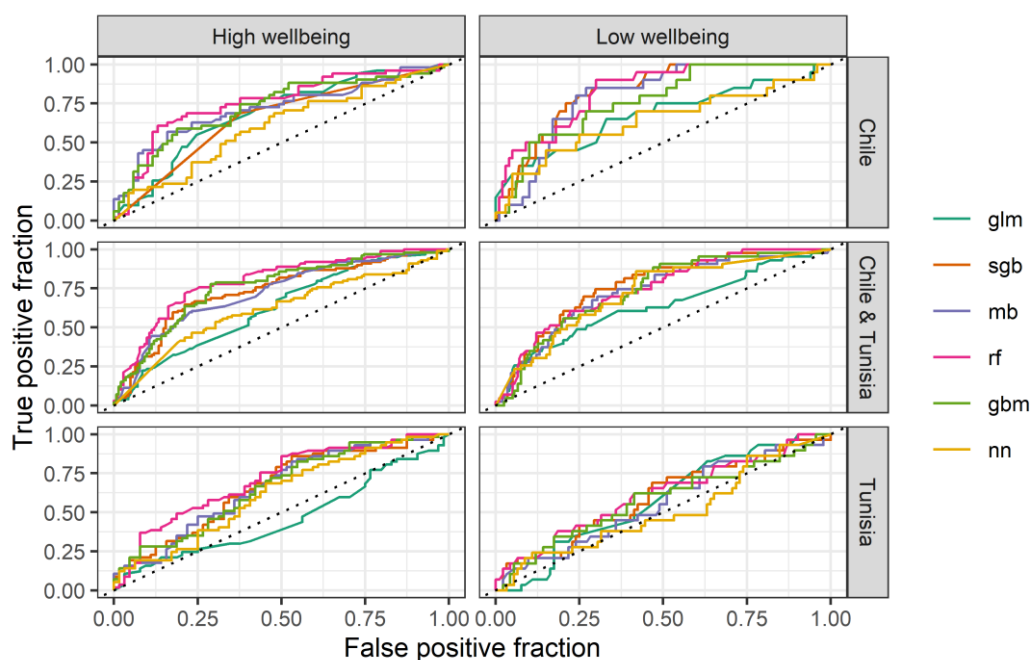 High wellbeing
Low wellbeing
1.00
0.75
0.50
0.25
0.00
Chile
1.00
0.75
0.50
0.25
0.00
Chile & Tunisia
1.00
0.75
0.50
0.25
0.00
Tunisia
True positive fraction
0.00 0.25 0.50 0.75 1.00
0.00 0.25 0.50 0.75 1.00
False positive fraction
glm
sgb
mb
rf
gbm
nn